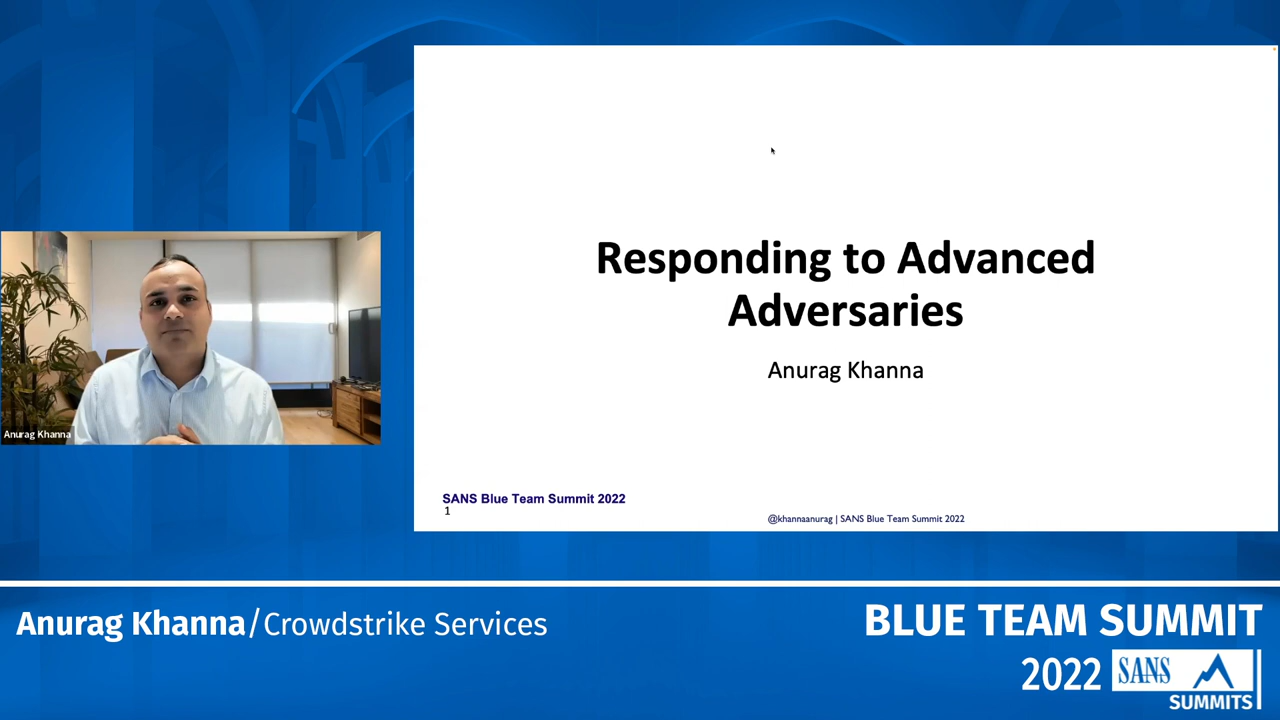 Responding to Advanced
Adversaries
Anurag Khanna
SANS Blue Team Summit 2022
1
@khannaanurag | SANS Blue Team Summit 2022
Anurag Khanna
Anurag Khanna/Crowdstrike Services
BLUE TEAM SUMMIT
2022 SANS
SUMMITS